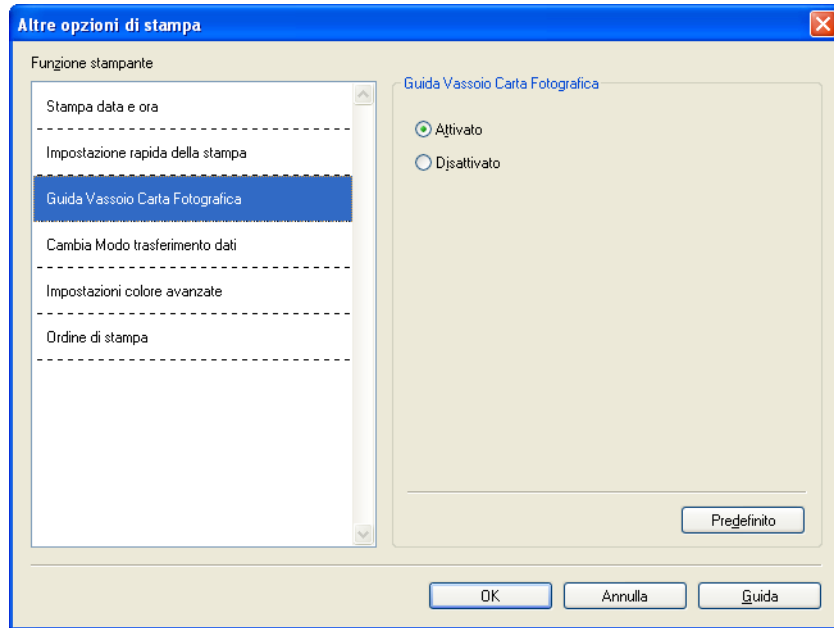 Altre opzioni di stampa
Funzione stampante
Stampa data e ora
Impostazione rapida della stampa
Guida Vassoio Carta Fotografica
Cambia Modo trasferimento dati
Impostazioni colore avanzate
Ordine di stampa
Guida Vassoio Carta Fotografica
Attivato
Disattivato
Predefinito
OK
Annulla
Guida